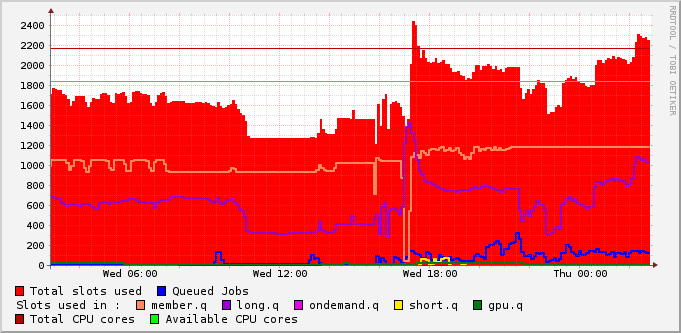 RRDTOOL / TOBI OETIKER
2400
2200
2000
1800
1600
1400
1200
1000
800
600
400
200
0
Wed 06:00 Wed 12:00 Wed 18:00 Thu 00:00
Total slots used Queued Jobs
Slots used in : member.q long.q ondemand.q short.q gpu.q
Total CPU cores Available CPU cores